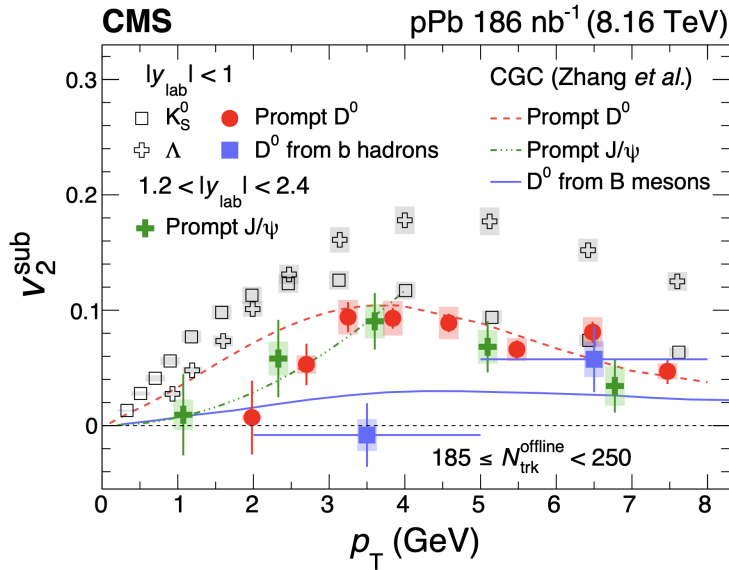 CMS pPb 186 nb⁻¹ (8.16 TeV)
|y_lab| < 1
K⁰_S
Λ
Prompt D⁰
D⁰ from b hadrons
1.2 < |y_lab| < 2.4
Prompt J/ψ
CGC (Zhang et al.)
Prompt D⁰
Prompt J/ψ
D⁰ from B mesons
185 ≤ N_trk^offline < 250
v₂^sub
0.3
0.2
0.1
0
0 1 2 3 4 5 6 7 8
p_T (GeV)